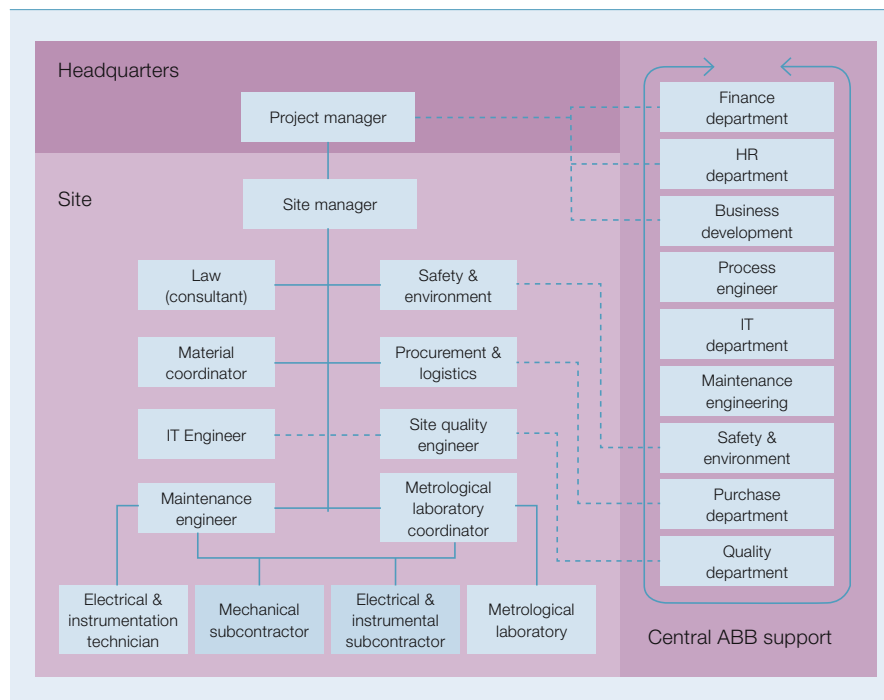 Headquarters
Project manager
Site
Site manager
Law
(consultant)
Safety &
environment
Material
coordinator
Procurement &
logistics
IT Engineer
Site quality
engineer
Maintenance
engineer
Metrological
laboratory
coordinator
Electrical &
instrumentation
technician
Mechanical
subcontractor
Electrical &
instrumental
subcontractor
Metrological
laboratory
Finance
department
HR
department
Business
development
Process
engineer
IT
department
Maintenance
engineering
Safety &
environment
Purchase
department
Quality
department
Central ABB support